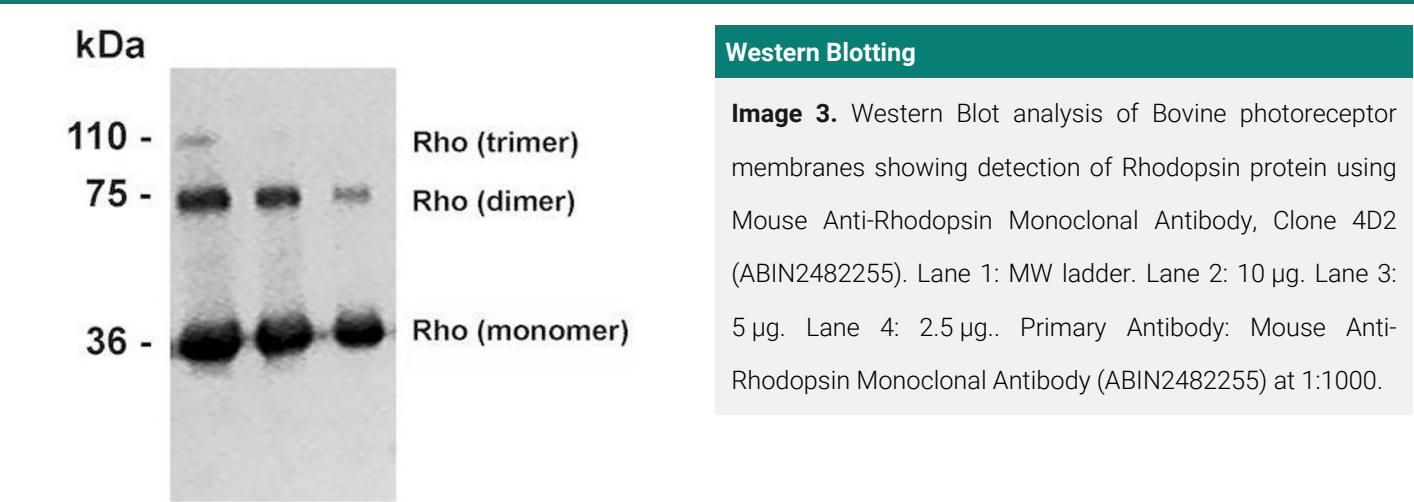 kDa
110 -
75 -
36 -
Rho (trimer)
Rho (dimer)
Rho (monomer)
Western Blotting
Image 3. Western Blot analysis of Bovine photoreceptor
membranes showing detection of Rhodopsin protein using
Mouse Anti-Rhodopsin Monoclonal Antibody, Clone 4D2
(ABIN2482255). Lane 1: MW ladder. Lane 2: 10 μg. Lane 3:
5 μg. Lane 4: 2.5 μg.. Primary Antibody: Mouse Anti-
Rhodopsin Monoclonal Antibody (ABIN2482255) at 1:1000.